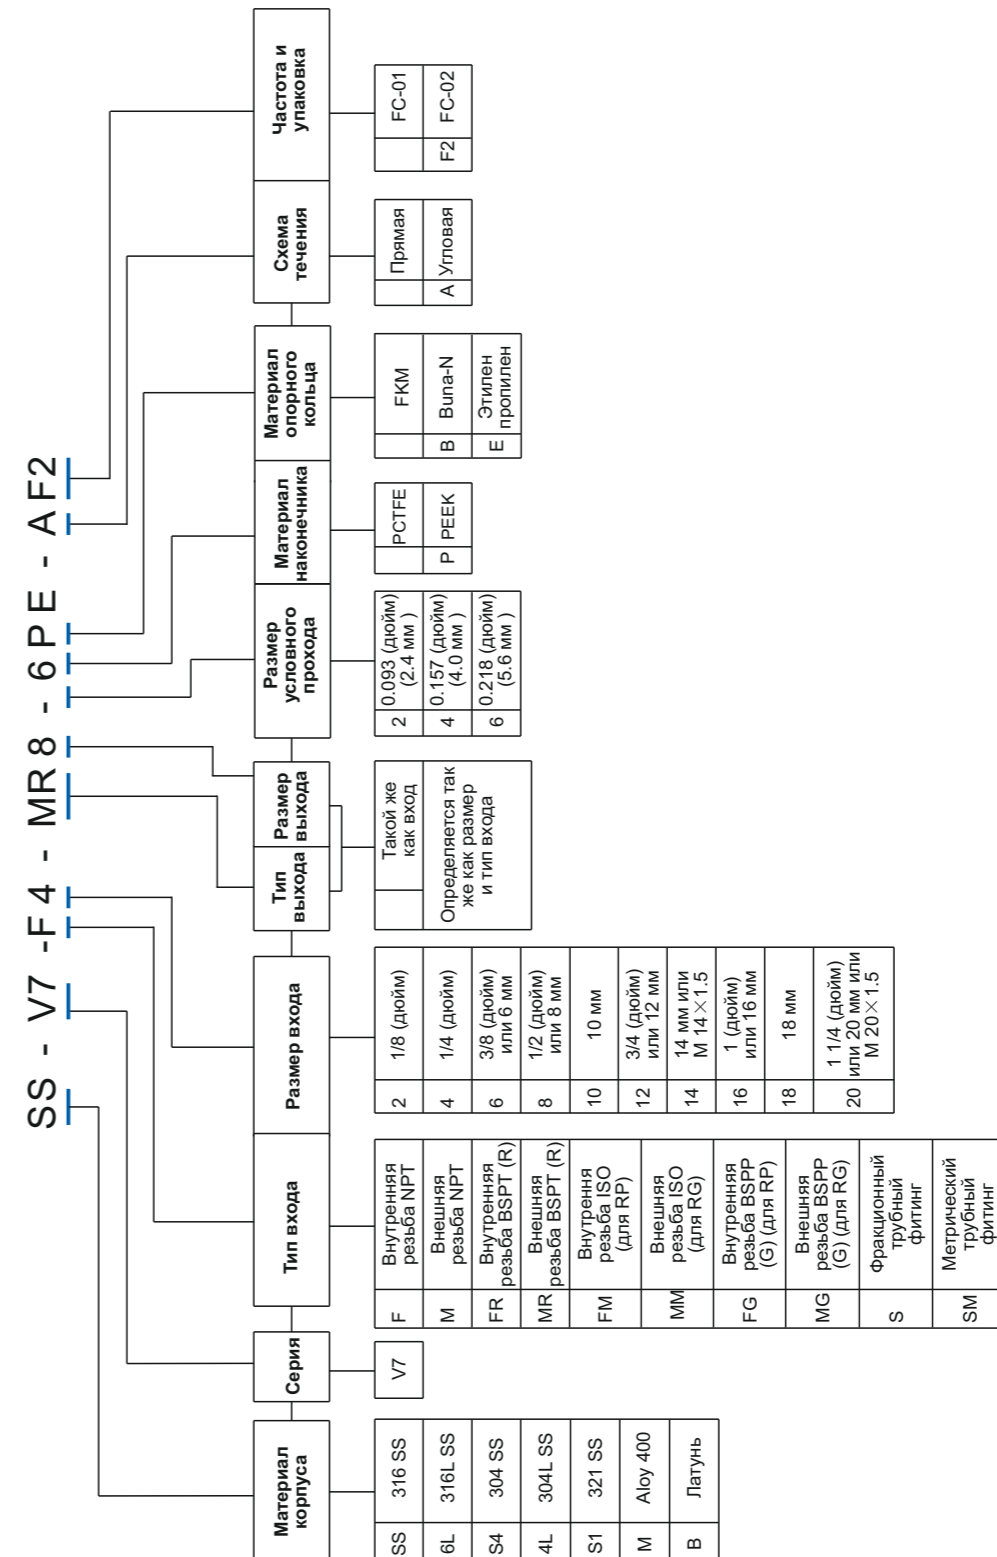 SS - V7 -F 4 - MR 8 - 6 P E - A F2
Материал
корпуса
SS 316 SS
6L 316L SS
S4 304 SS
4L 304L SS
S1 321 SS
M Aloy 400
B Латунь
Серия
V7
Тип входа
F Внутренняя
резьба NPT
M Внешняя
резьба NPT
FR Внутренняя
резьба BSPT (R)
MR Внешняя
резьба BSPT (R)
FM Внутрення
резьба ISO
(для RP)
MM Внешняя
резьба ISO
(для RG)
FG Внутренняя
резьба BSPP
(G) (для RP)
MG Внешняя
резьба BSPP
(G) (для RG)
S Фракционный
трубный
фитинг
SM Метрический
трубный
фитинг
Размер входа
2 1/8 (дюйм)
4 1/4 (дюйм)
6 3/8 (дюйм)
или 6 мм
8 1/2 (дюйм)
или 8 мм
10 10 мм
12 3/4 (дюйм)
или 12 мм
14 14 мм или
M 14×1.5
16 1 (дюйм)
или 16 мм
18 18 мм
20 1 1/4 (дюйм)
или 20 мм или
M 20×1.5
Тип
выхода
Размер
выхода
Такой же
как вход
Определяется так
же как размер
и тип входа
Размер
условного
прохода
2 0.093 (дюйм)
(2.4 мм )
4 0.157 (дюйм)
(4.0 мм )
6 0.218 (дюйм)
(5.6 мм )
Материал
наконечника
PCTFE
P PEEK
Материал
опорного
кольца
FKM
B Buna-N
E Этилен
пропилен
Схема
течения
Прямая
A Угловая
Частота и
упаковка
FC-01
F2 FC-02